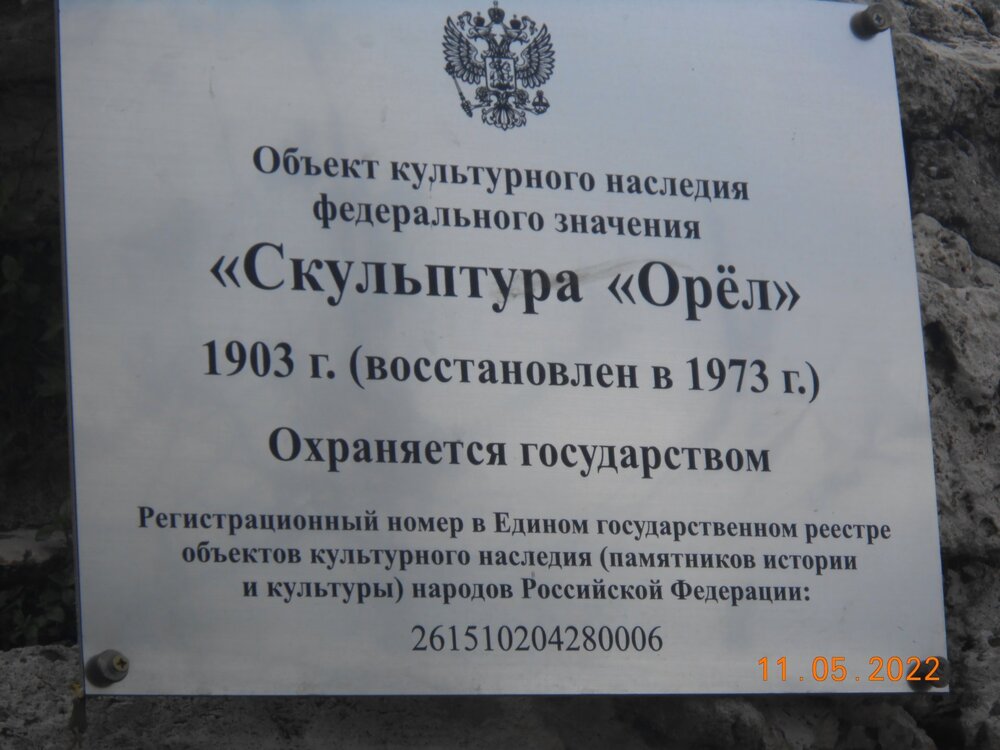 Объект культурного наследия
федерального значения
«Скульптура «Орёл»
1903 г. (восстановлен в 1973 г.)
Охраняется государством
Регистрационный номер в Едином государственном реестре
объектов культурного наследия (памятников истории
и культуры) народов Российской Федерации:
261510204280006
11.05.2022